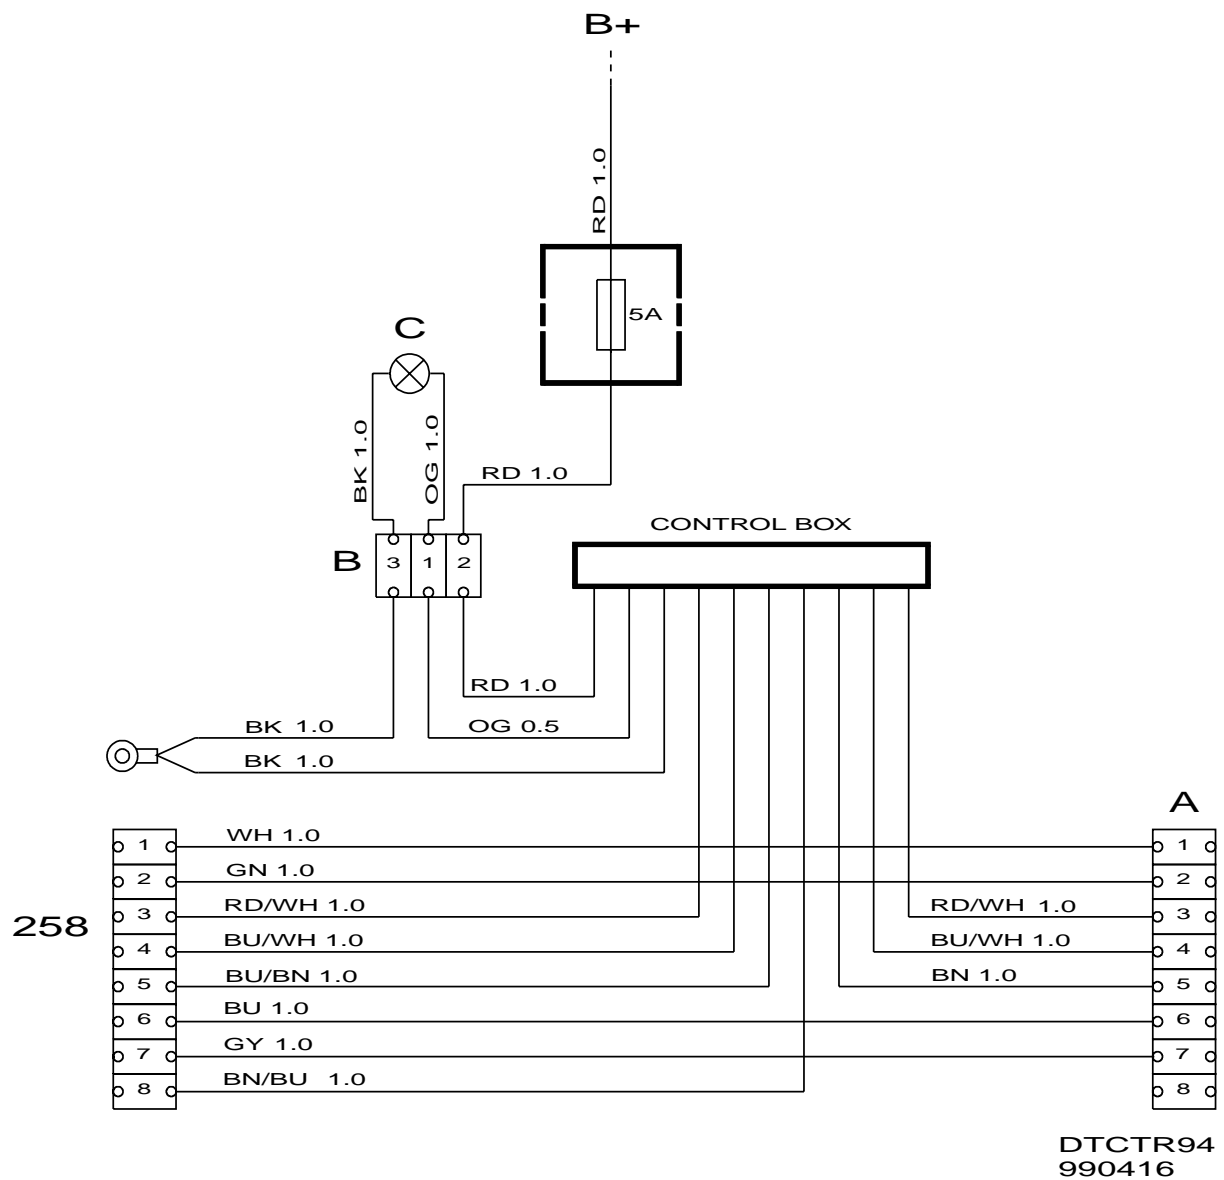 B+
RD 1.0
5A
C
BK 1.0
OG 1.0
RD 1.0
CONTROL BOX
B
3 1 2
RD 1.0
BK 1.0
OG 0.5
BK 1.0
A
WH 1.0
1 1
GN 1.0
2 2
RD/WH 1.0 RD/WH 1.0
3 3
258
BU/WH 1.0 BU/WH 1.0
4 4
BU/BN 1.0 BN 1.0
5 5
BU 1.0
6 6
GY 1.0
7 7
BN/BU 1.0
8 8
DTCTR94
990416